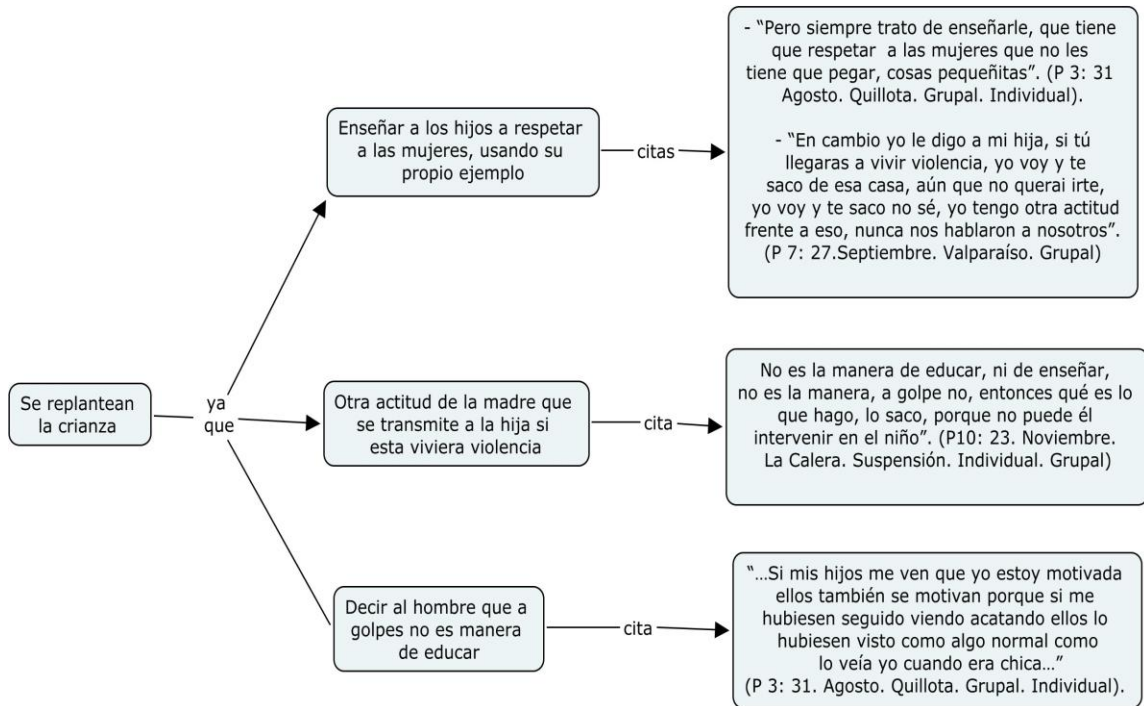 Se replantean
la crianza
ya
que
Enseñar a los hijos a respetar
a las mujeres, usando su
propio ejemplo
citas
- “Pero siempre trato de enseñarle, que tiene
que respetar a las mujeres que no les
tiene que pegar, cosas pequeñitas”. (P 3: 31
Agosto. Quillota. Grupal. Individual).
- “En cambio yo le digo a mi hija, si tú
llegaras a vivir violencia, yo voy y te
saco de esa casa, aún que no querai irte,
yo voy y te saco no sé, yo tengo otra actitud
frente a eso, nunca nos hablaron a nosotros”.
(P 7: 27.Septiembre. Valparaíso. Grupal)
Otra actitud de la madre que
se transmite a la hija si
esta viviera violencia
cita
No es la manera de educar, ni de enseñar,
no es la manera, a golpe no, entonces qué es lo
que hago, lo saco, porque no puede él
intervenir en el niño”. (P10: 23. Noviembre.
La Calera. Suspensión. Individual. Grupal)
Decir al hombre que a
golpes no es manera
de educar
cita
“...Si mis hijos me ven que yo estoy motivada
ellos también se motivan porque si me
hubiesen seguido viendo acatando ellos lo
hubiesen visto como algo normal como
lo veía yo cuando era chica...”
(P 3: 31. Agosto. Quillota. Grupal. Individual).